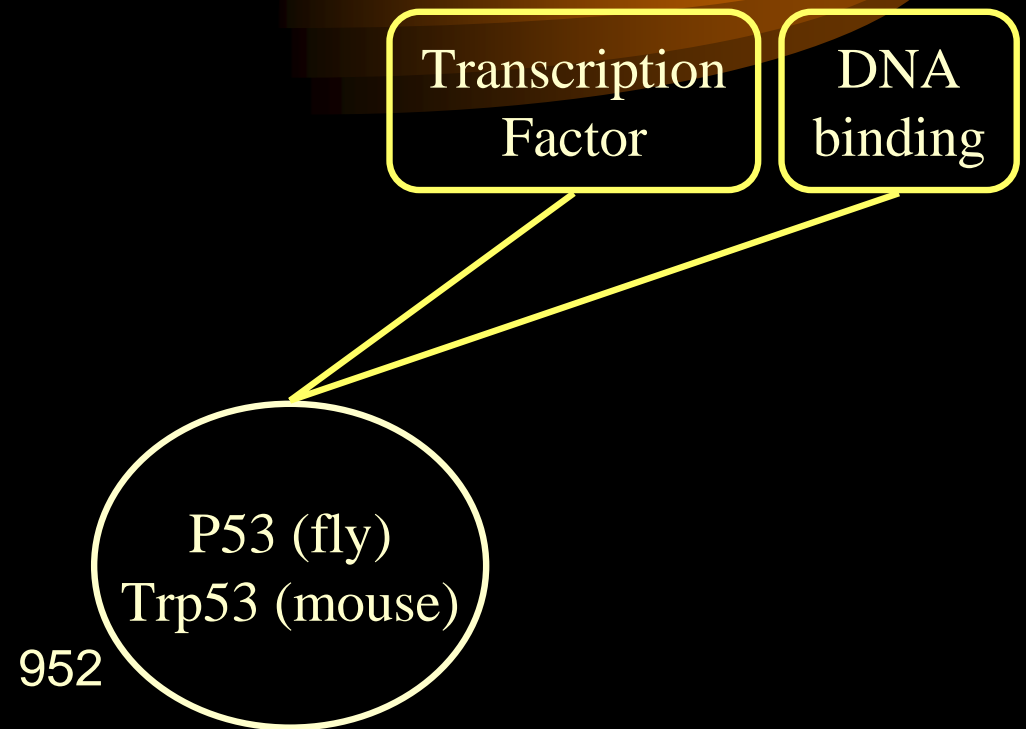 Transcription
Factor
DNA
binding
P53 (fly)
Trp53 (mouse)
952